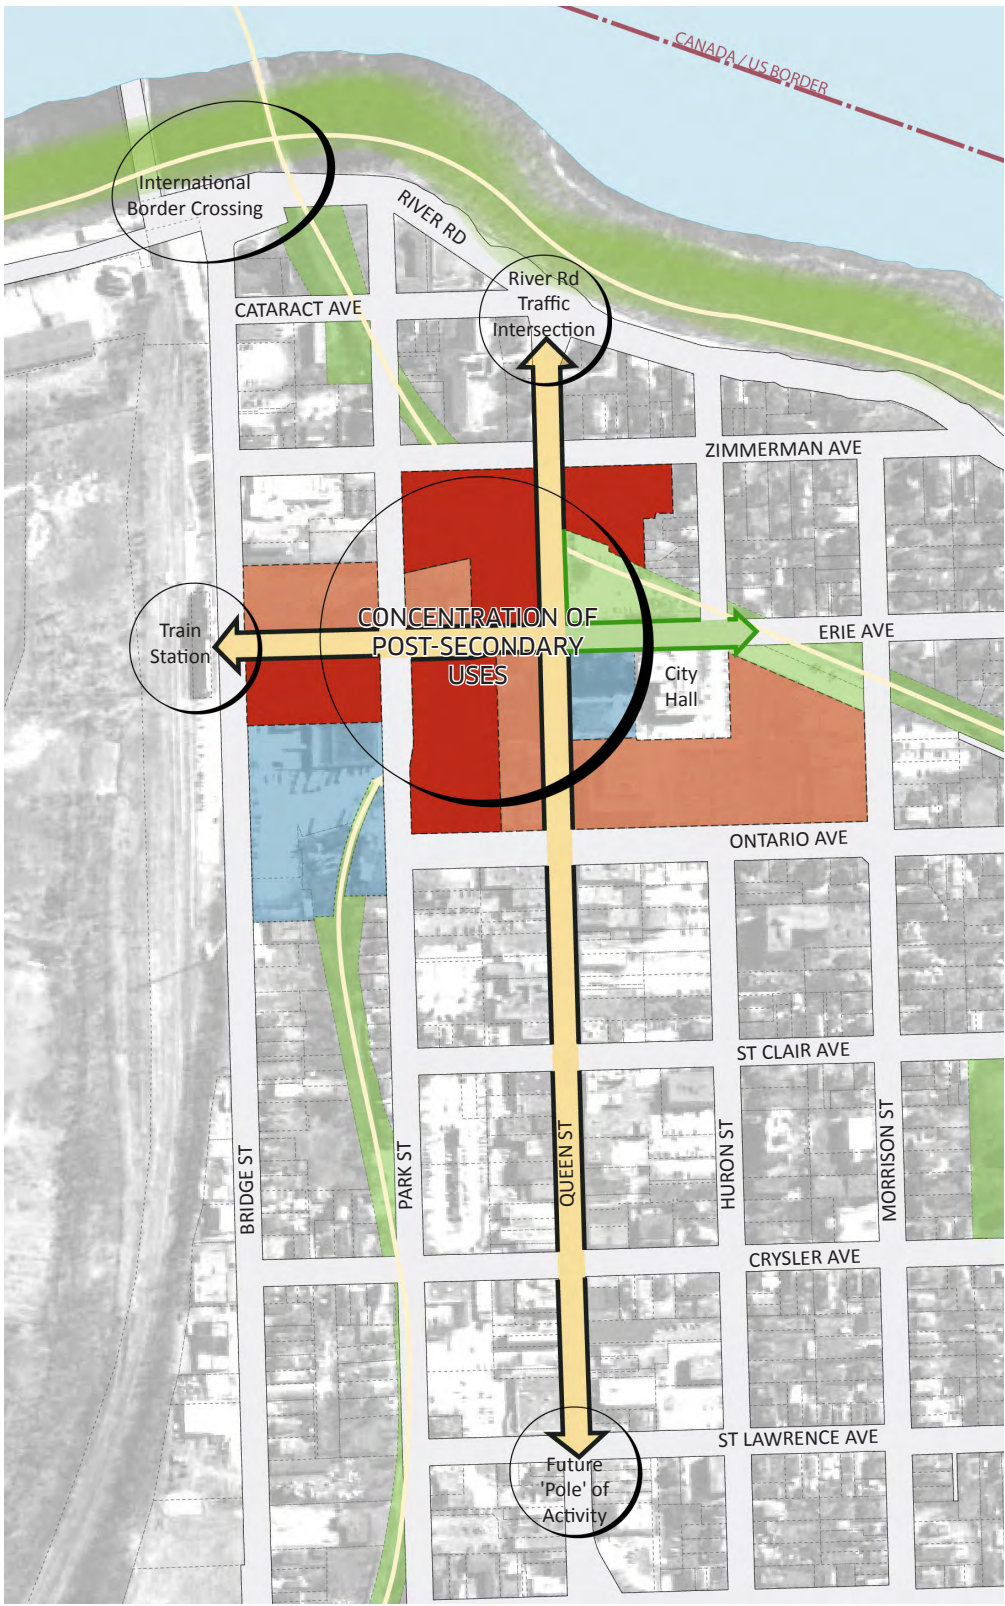 CANADA / US BORDER
International
Border Crossing
RIVER RD
River Rd
Traffic
Intersection
CATARACT AVE
ZIMMERMAN AVE
CONCENTRATION OF
POST-SECONDARY
USES
Train
Station
ERIE AVE
City
Hall
ONTARIO AVE
ST CLAIR AVE
BRIDGE ST
PARK ST
QUEEN ST
HURON ST
MORRISON ST
CRYSLER AVE
ST LAWRENCE AVE
Future
'Pole' of
Activity